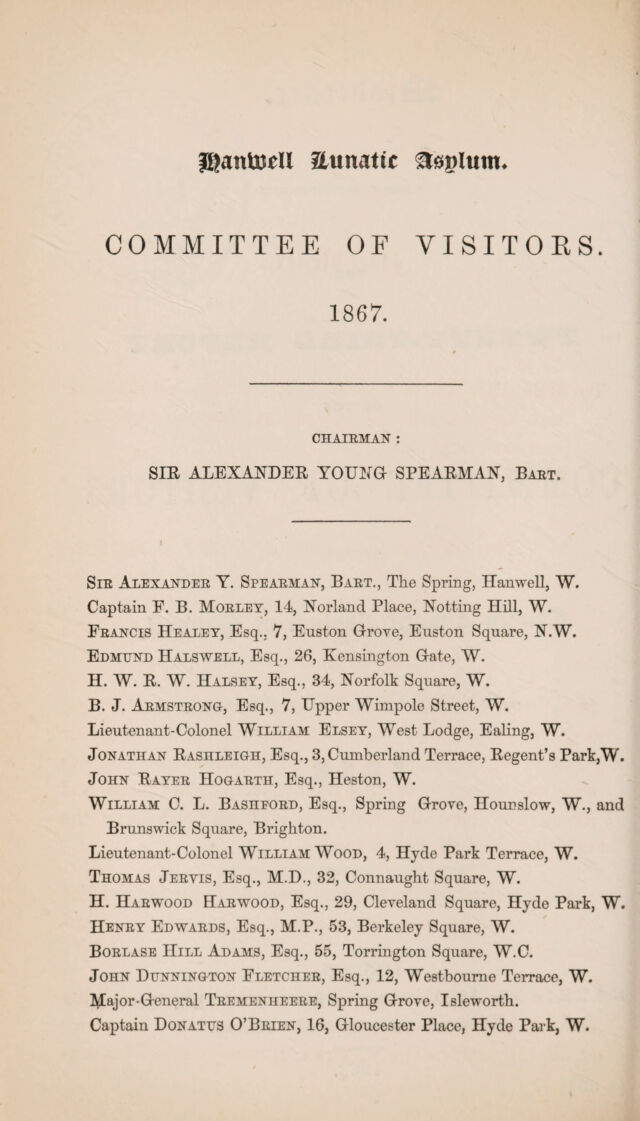 Hanwell Lunatic Asylum.
COMMITTEE OF VISITORS.
1867.
CHAIRMAN :
SIR ALEXANDER YOUNG SPEARMAN, BART.
SIR ALEXANDER Y. SPEARMAN, BART., The Spring, Hanwell, W.
Captain F. B. MORLEY, 14, Norland Place, Notting Hill, W.
FRANCIS HEALEY, Esq., 7, Euston Grove, Euston Square, N.W.
EDMUND HALSWELL, Esq., 26, Kensington Gate, W.
H. W. R. W. HALSEY, Esq., 34, Norfolk Square, W.
B. J. ARMSTRONG, Esq., 7, Upper Wimpole Street, W.
Lieutenant-Colonel WILLIAM ELSEY, West Lodge, Ealing, W.
JONATHAN RASHLEIGH, Esq., 3, Cumberland Terrace, Regent's Park, W.
JOHN RAYER HOGARTH, Esq., Heston, W.
WILLIAM C. L. BASHFORD, Esq., Spring Grove, Hounslow, W., and
Brunswick Square, Brighton.
Lieutenant-Colonel WILLIAM WOOD, 4, Hyde Park Terrace, W.
THOMAS JERVIS, Esq., M.D., 32, Connaught Square, W.
H. HARWOOD HARWOOD, Esq., 29, Cleveland Square, Hyde Park, W.
HENRY EDWARDS, Esq., M.P., 53, Berkeley Square, W.
BORLASE HILL ADAMS, Esq., 55, Torrington Square, W.C.
JOHN DUNNINGTON FLETCHER, Esq., 12, Westbourne Terrace, W.
Major-General TREMENHEERE, Spring Grove, Isleworth.
Captain DONATUS O'BRIEN, 16, Gloucester Place, Hyde Park, W.